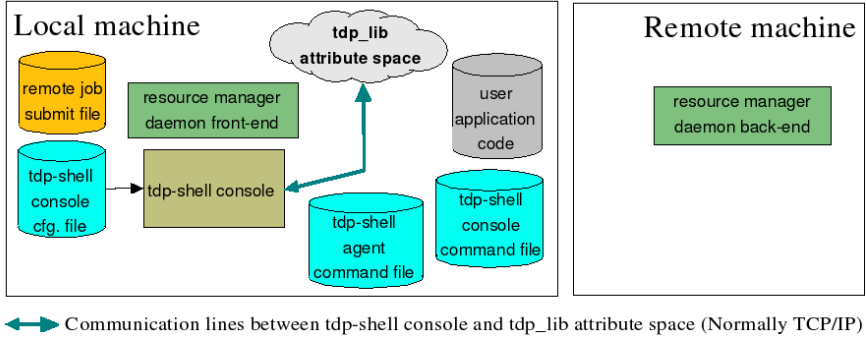 Local machine
tdp_lib
attribute space
remote job
submit file
resource manager
daemon front-end
user
application
code
tdp-shell
console
cfg. file
tdp-shell console
tdp-shell
agent
command file
tdp-shell
console
command file
Remote machine
resource manager
daemon back-end
Communication lines between tdp-shell console and tdp_lib attribute space (Normally TCP/IP)